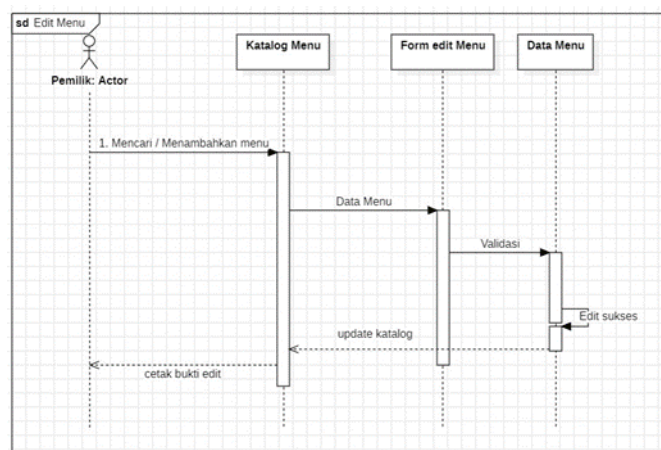 sd Edit Menu
Pemilik: Actor
Katalog Menu
Form edit Menu
Data Menu
1. Mencari / Menambahkan menu
Data Menu
Validasi
Edit sukses
update katalog
cetak bukti edit